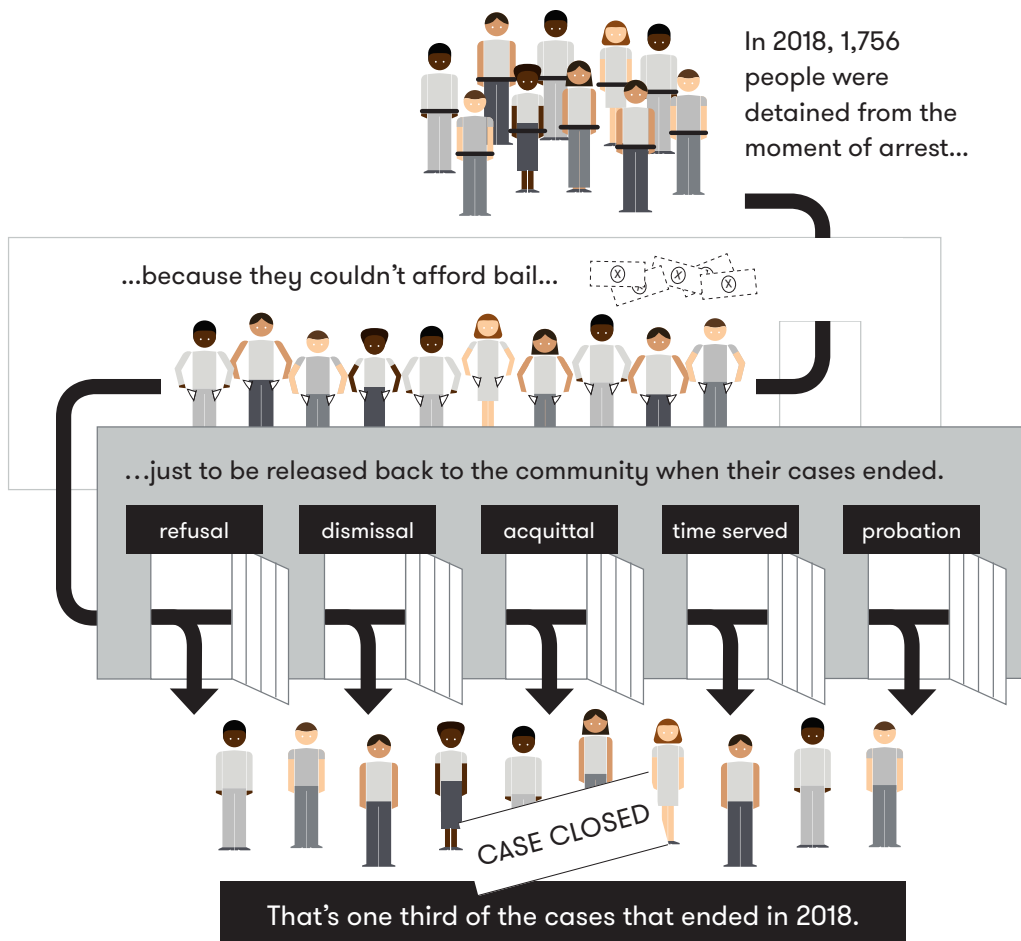 In 2018, 1,756
people were
detained from the
moment of arrest...
...because they couldn't afford bail...
X X X
...just to be released back to the community when their cases ended.
refusal dismissal acquittal time served probation
CASE CLOSED
That's one third of the cases that ended in 2018.